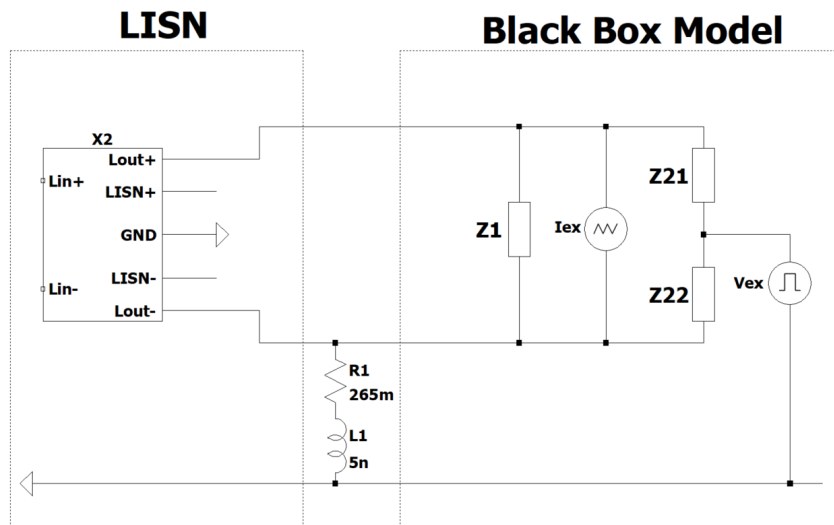 LISN
Black Box Model
X2
Lout+
Lin+
LISN+
GND
LISN-
Lin-
Lout-
Z1
Iex
Z21
Z22
Vex
R1
265m
L1
5n